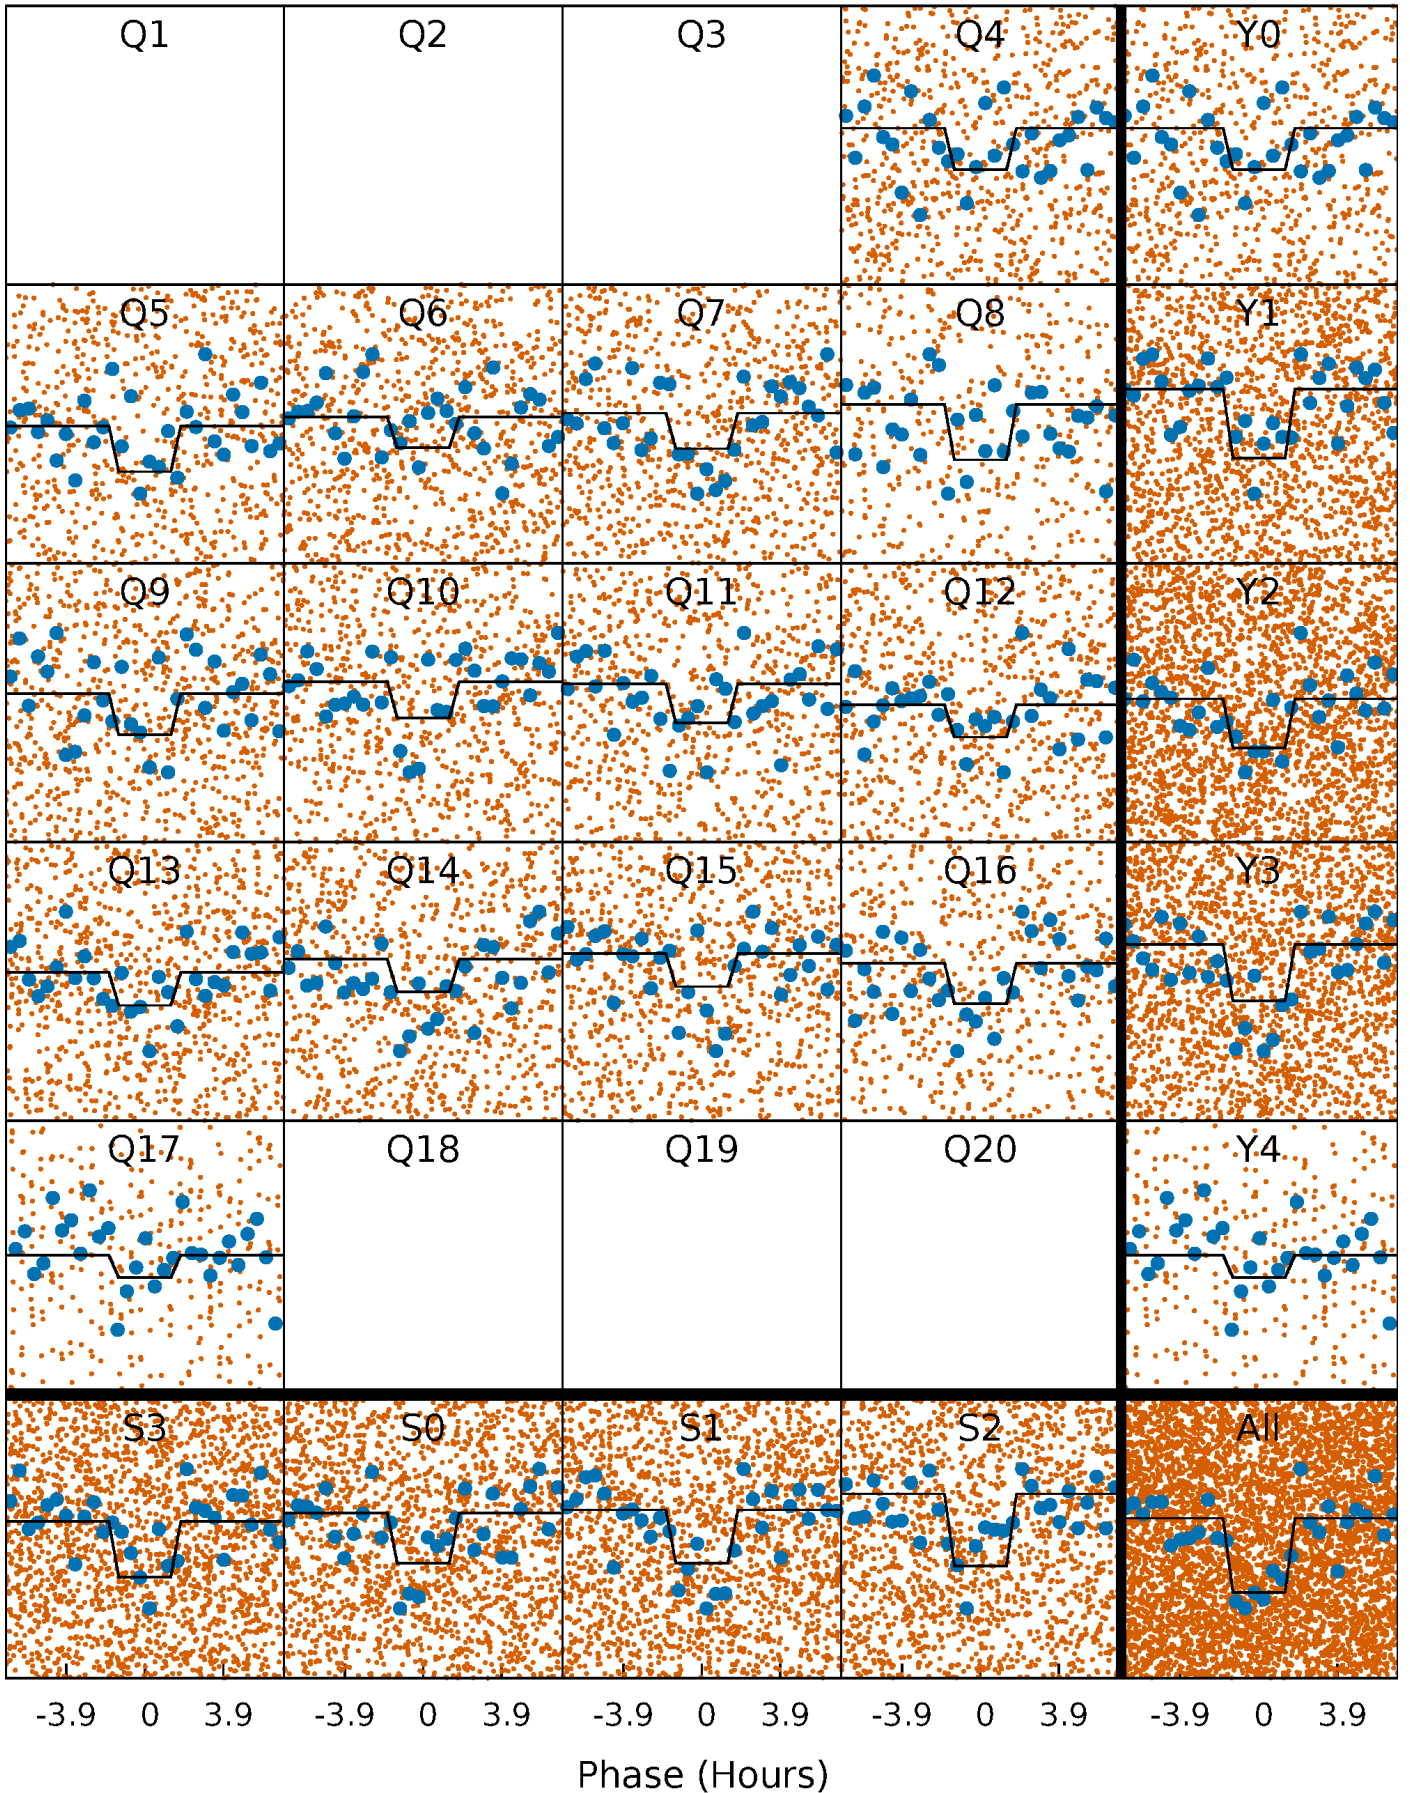 Q1 Q2 Q3 Q4 Y0
Q5 Q6 Q7 Q8 Y1
Q9 Q10 Q11 Q12 Y2
Q13 Q14 Q15 Q16 Y3
Q17 Q18 Q19 Q20 Y4
S3 S0 S1 S2 All
-3.9 0 3.9 -3.9 0 3.9 -3.9 0 3.9 -3.9 0 3.9 -3.9 0 3.9
Phase (Hours)